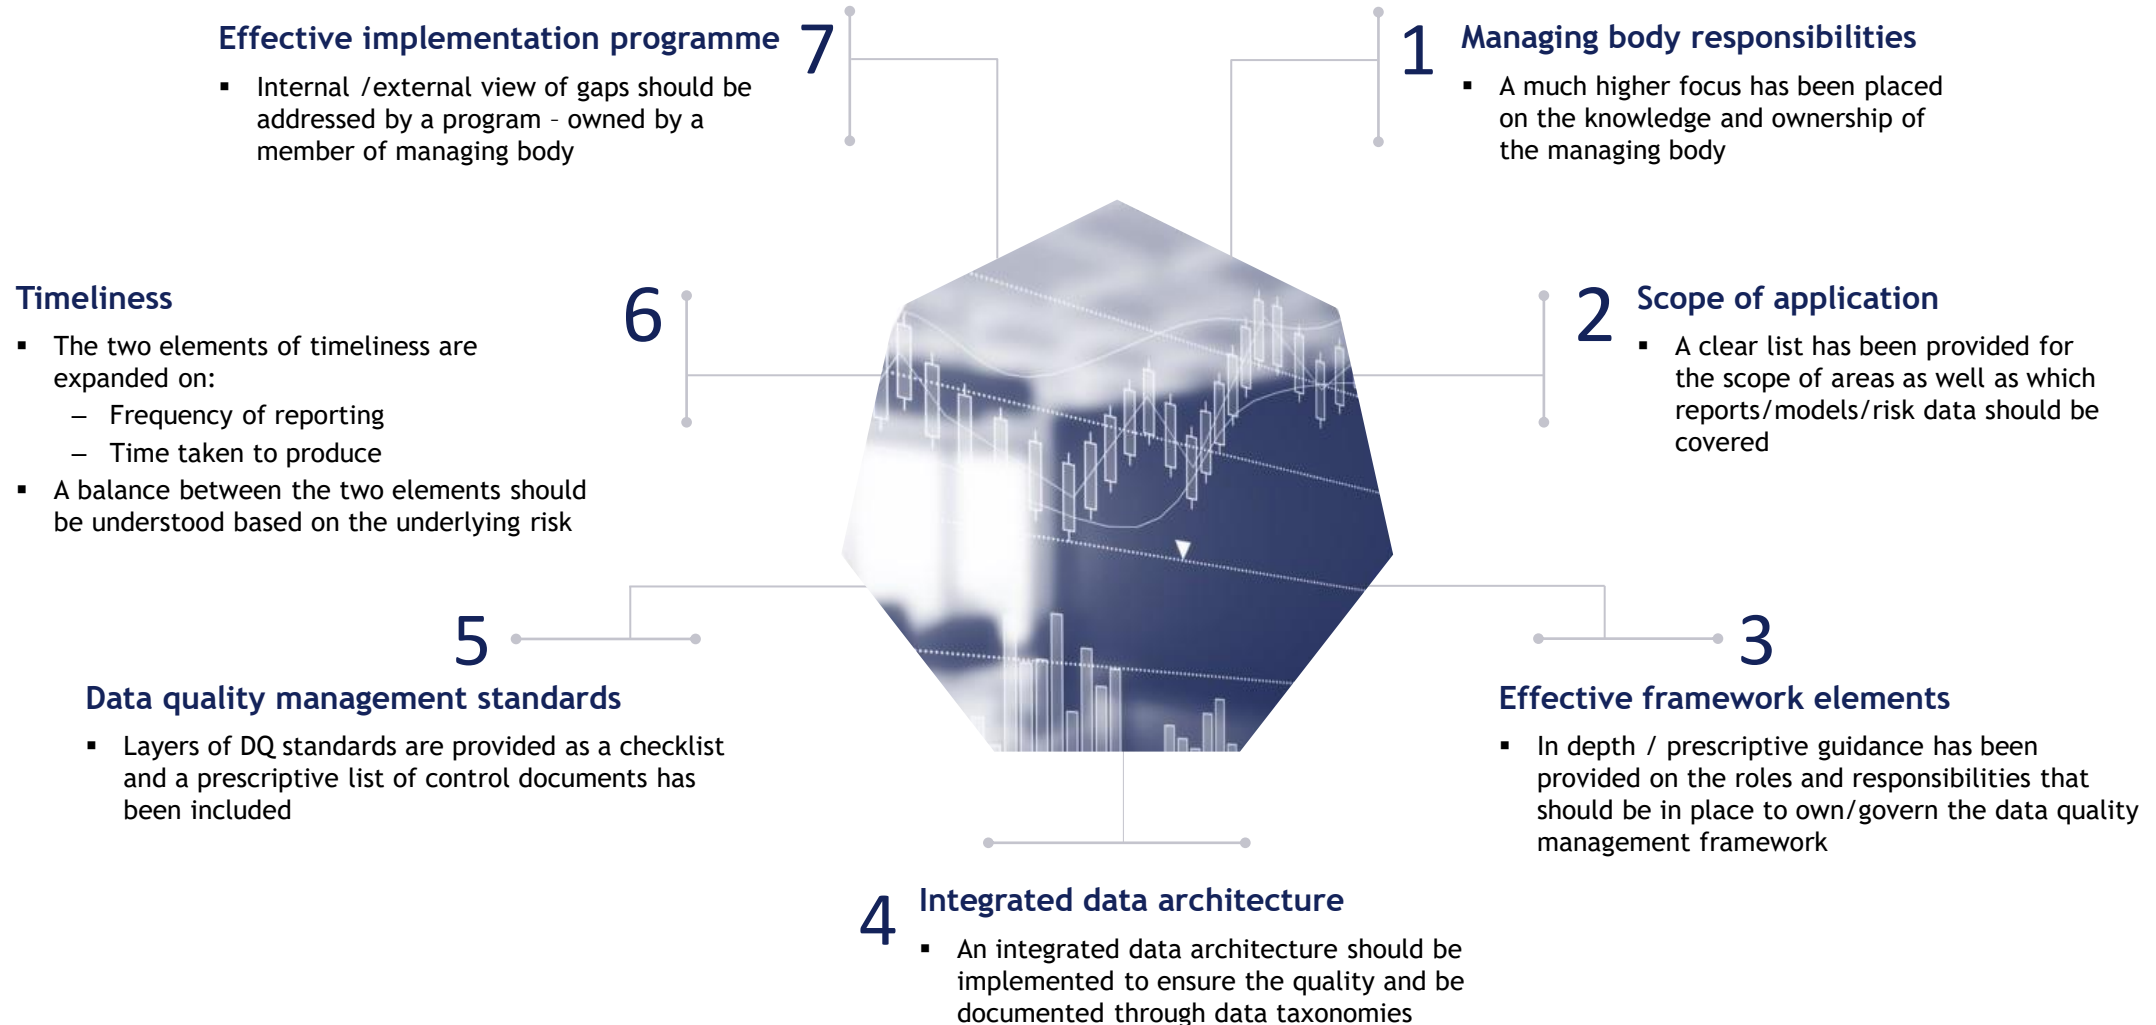 1
Managing body responsibilities
▪ A much higher focus has been placed
on the knowledge and ownership of
the managing body
2
Scope of application
▪ A clear list has been provided for
the scope of areas as well as which
reports/models/risk data should be
covered
3
Effective framework elements
▪ In depth / prescriptive guidance has been
provided on the roles and responsibilities that
should be in place to own/govern the data quality
management framework
4
Integrated data architecture
▪ An integrated data architecture should be
implemented to ensure the quality and be
documented through data taxonomies
5
Data quality management standards
▪ Layers of DQ standards are provided as a checklist
and a prescriptive list of control documents has
been included
6
Timeliness
▪ The two elements of timeliness are
expanded on:
– Frequency of reporting
– Time taken to produce
▪ A balance between the two elements should
be understood based on the underlying risk
7
Effective implementation programme
▪ Internal /external view of gaps should be
addressed by a program – owned by a
member of managing body